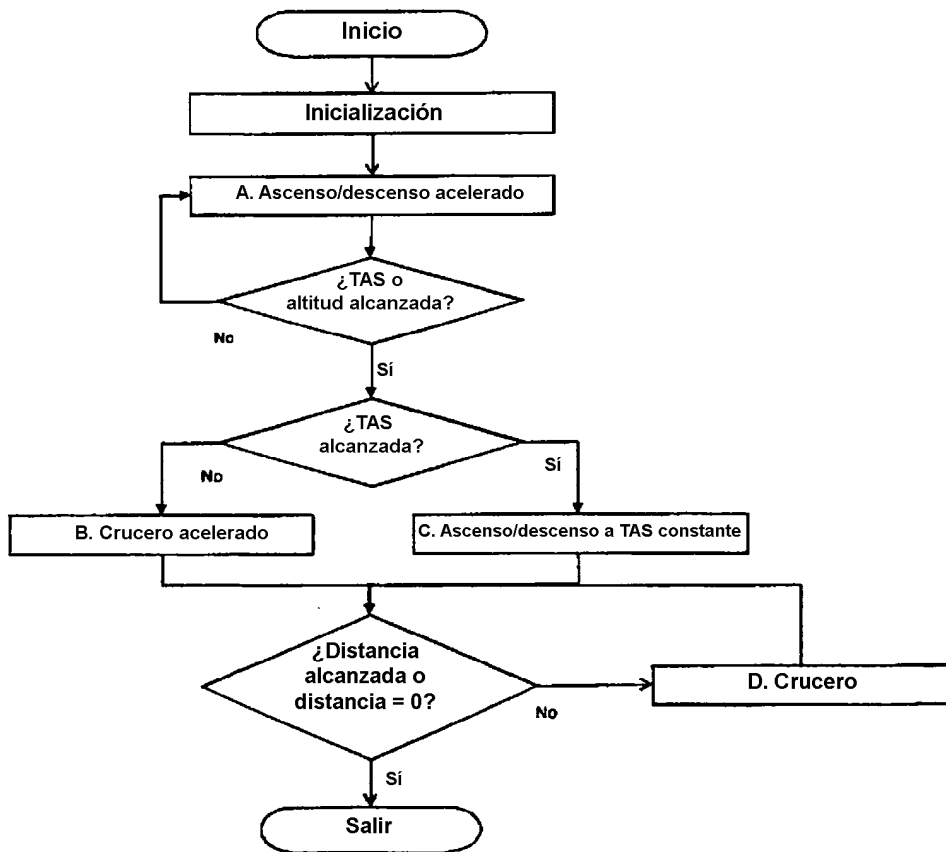 Inicio
Inicialización
A. Ascenso/descenso acelerado
¿TAS o
altitud alcanzada?
No
Sí
¿TAS
alcanzada?
No
Sí
B. Crucero acelerado
C. Ascenso/descenso a TAS constante
¿Distancia
alcanzada o
distancia = 0?
No
D. Crucero
Sí
Salir